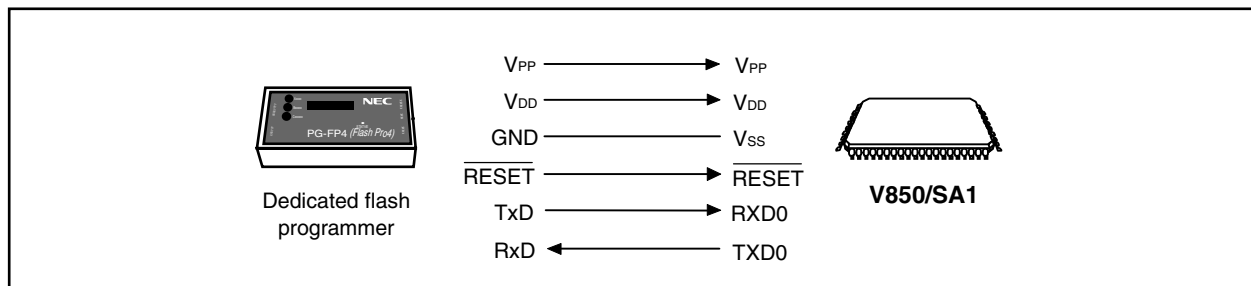 VPP VPP
VDD VDD
GND VSS
RESET RESET
TxD RXD0
RxD TXD0
NEC
PG-FP4 (Flash Pro4)
Dedicated flash
programmer
V850/SA1